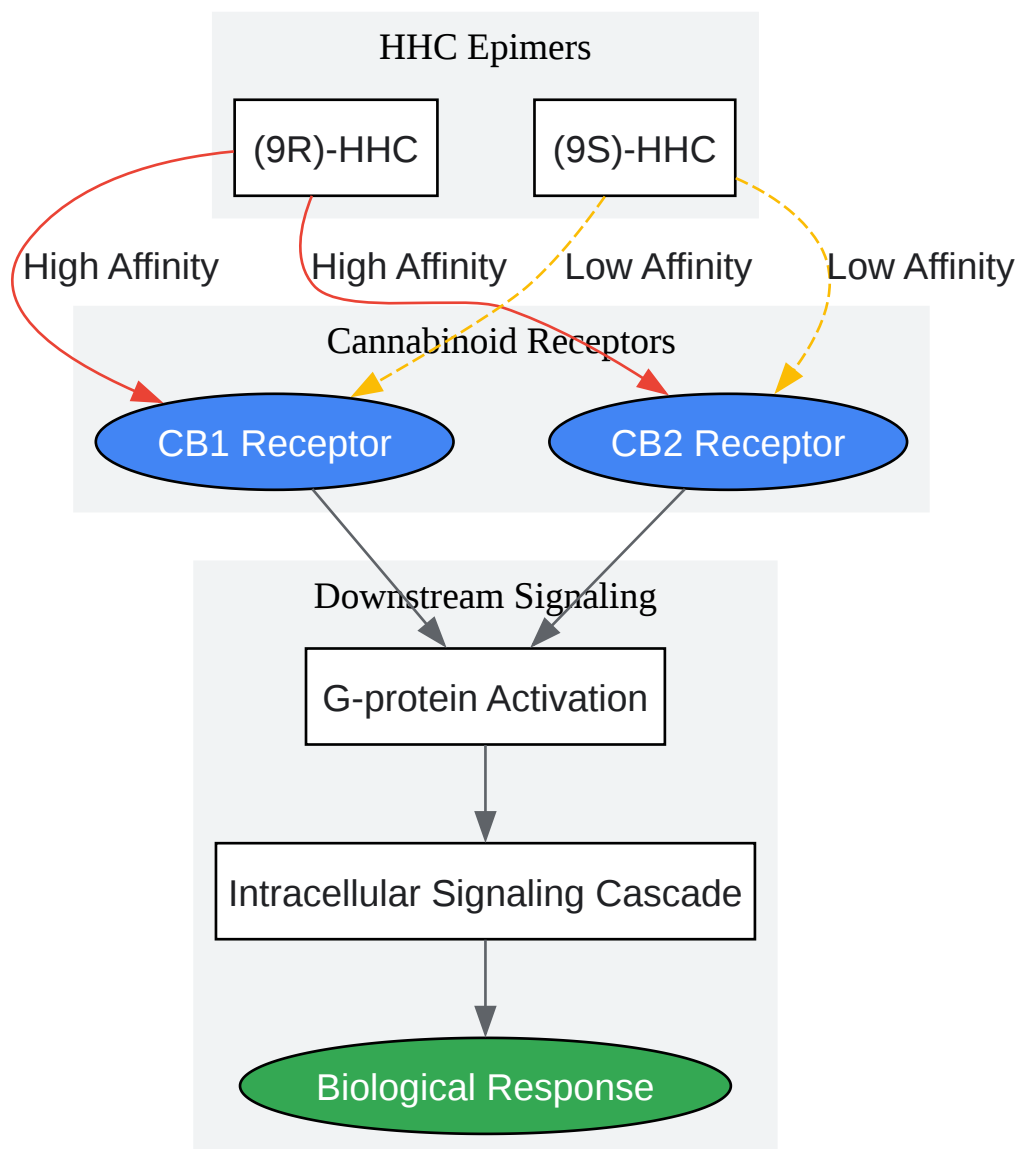 HHC Epimers
(9R)-HHC
(9S)-HHC
High Affinity
High Affinity
Low Affinity
Low Affinity
Cannabinoid Receptors
CB1 Receptor
CB2 Receptor
Downstream Signaling
G-protein Activation
Intracellular Signaling Cascade
Biological Response